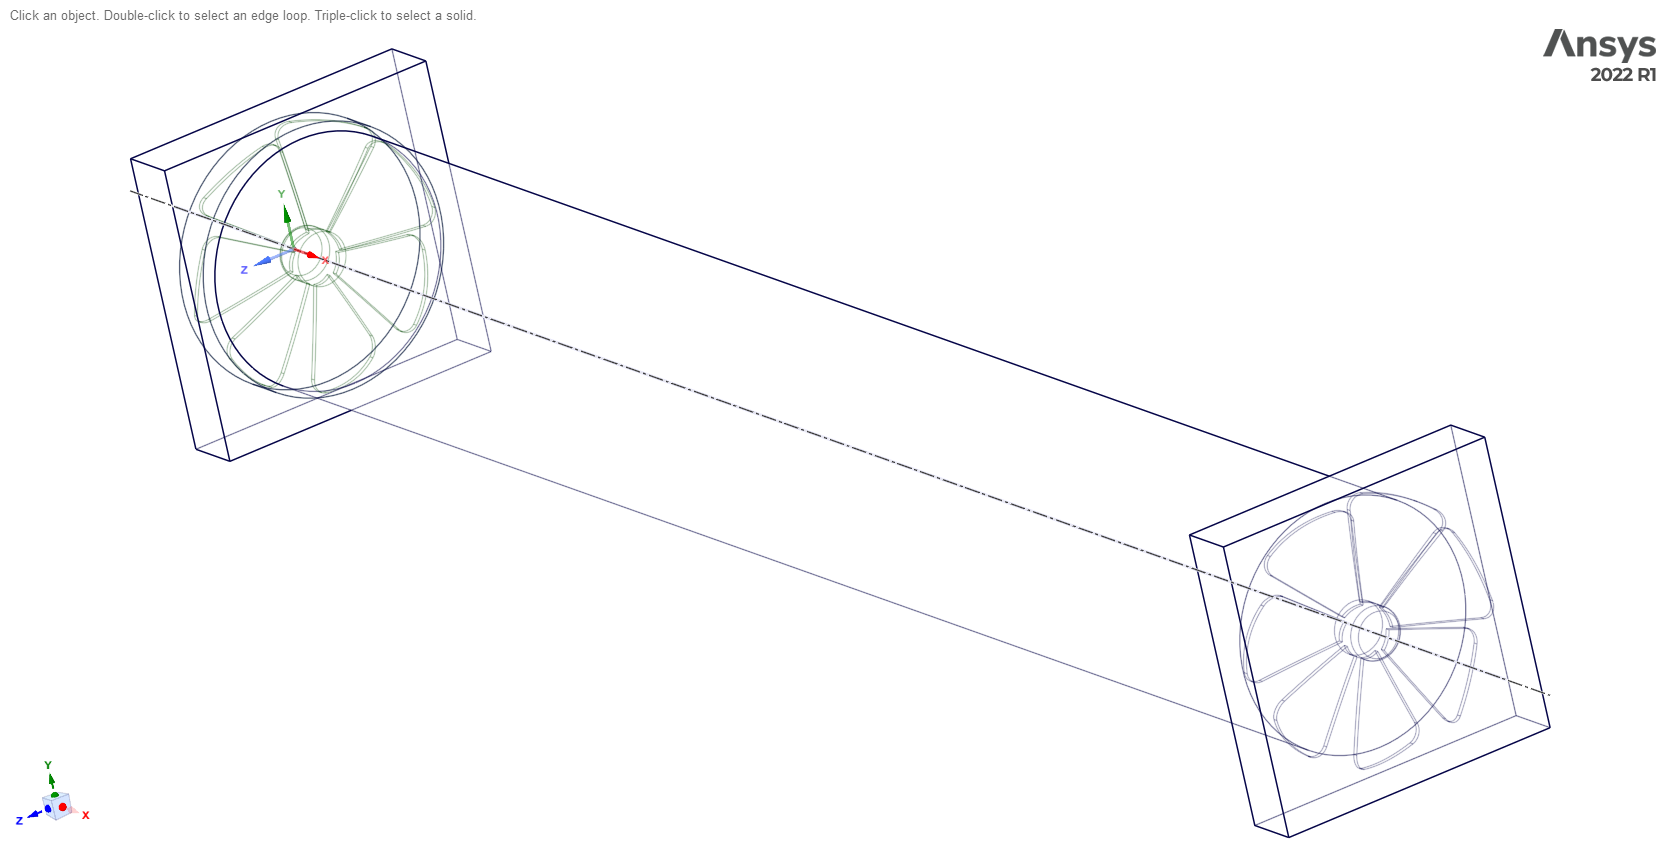 Click an object. Double-click to select an edge loop. Triple-click to select a solid.
Ansys
2022 R1
Y
Z
X
Y
Z
X